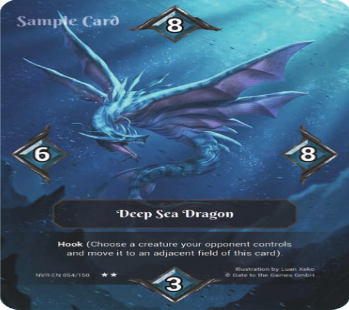 Sample Card
8
6
8
Deep Sea Dragon
Hook (Choose a creature your opponent controls
and move it to an adjacent field of this card).
Illustration by Luan Xeko
NVR-EN 054/150 ★★
© Gate to the Games GmbH
3